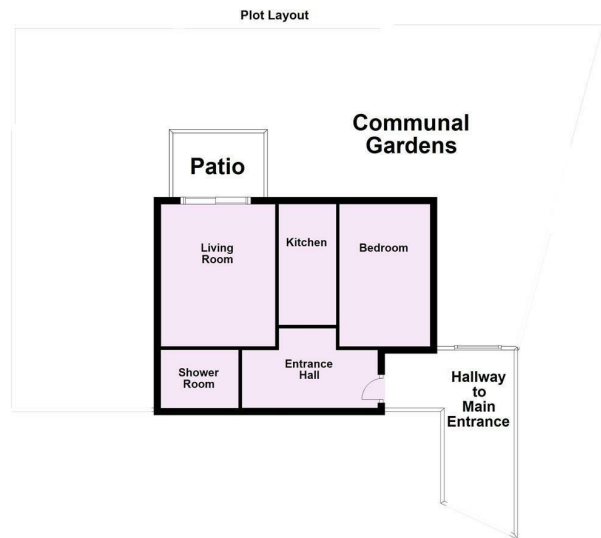 Plot Layout
Communal
Gardens
Patio
Living
Room
Kitchen
Bedroom
Shower
Room
Entrance
Hall
Hallway
to
Main
Entrance